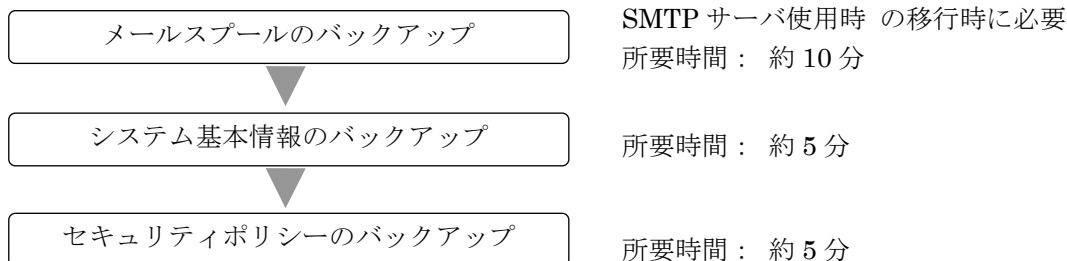 メールスプールのバックアップ
SMTP サーバ使用時 の移行時に必要
所要時間： 約 10 分
システム基本情報のバックアップ
所要時間： 約 5 分
セキュリティポリシーのバックアップ
所要時間： 約 5 分